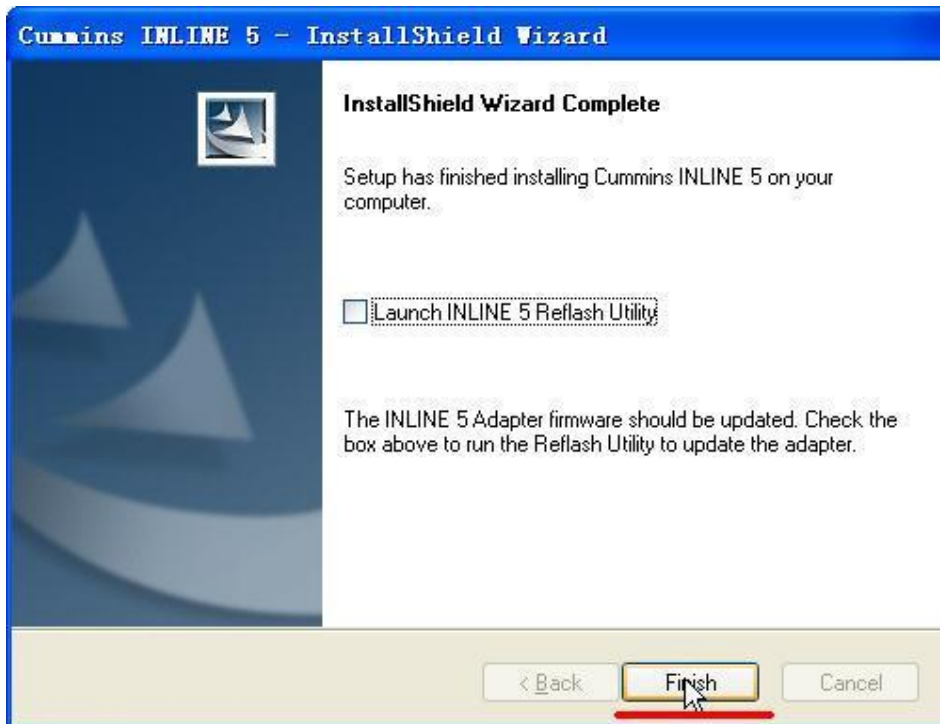 Cummins INLINE 5 - InstallShield Wizard
InstallShield Wizard Complete
Setup has finished installing Cummins INLINE 5 on your
computer.
Launch INLINE 5 Reflash Utility
The INLINE 5 Adapter firmware should be updated. Check the
box above to run the Reflash Utility to update the adapter.
< Back Finish Cancel